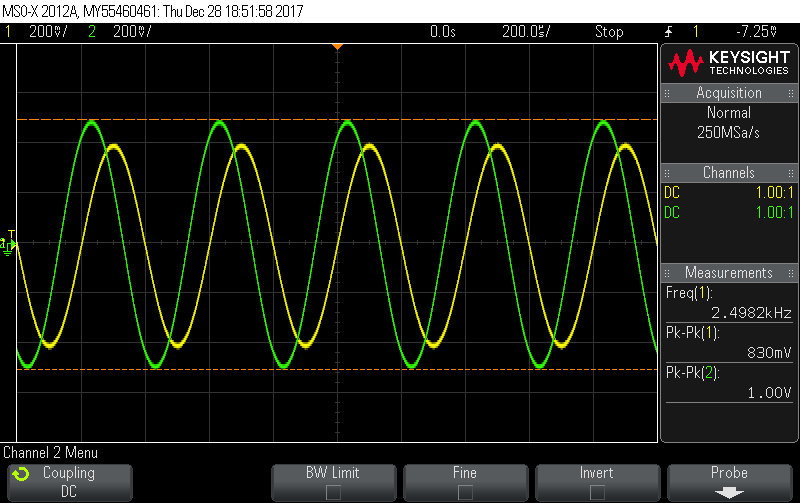 MSO-X 2012A, MY55460461: Thu Dec 28 18:51:58 2017
1 200mV/ 2 200mV/ 0.0s 200.0us/ Stop 1 -7.25mV
KEYSIGHT
TECHNOLOGIES
Acquisition
Normal
250MSa/s
Channels
DC 1.00:1
DC 1.00:1
Measurements
Freq(1):
2.4982kHz
Pk-Pk(1):
830mV
Pk-Pk(2):
1.00V
T
Channel 2 Menu
Coupling
DC
BW Limit
Fine
Invert
Probe